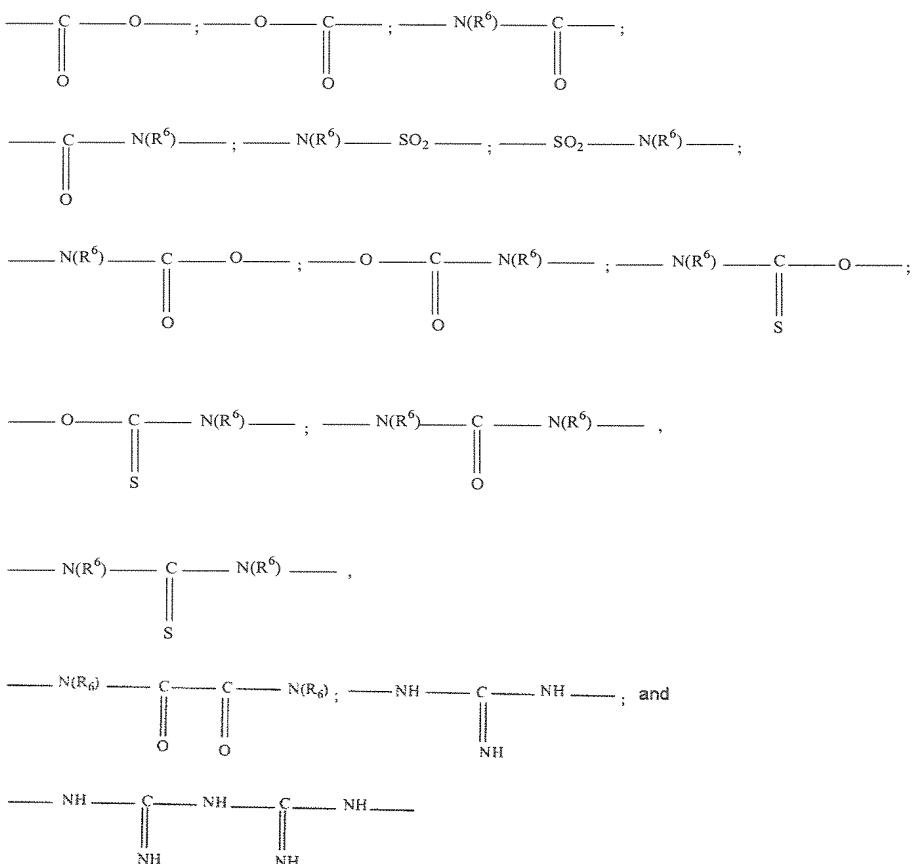 — C — O — ; — O — C — ; — N(R⁶) — C — ;
O O O
— C — N(R⁶) — ; — N(R⁶) — SO₂ — ; — SO₂ — N(R⁶) — ;
O
— N(R⁶) — C — O — ; — O — C — N(R⁶) — ; — N(R⁶) — C — O — ;
O O S
— O — C — N(R⁶) — ; — N(R⁶) — C — N(R⁶) — ,
S O
— N(R⁶) — C — N(R⁶) — ,
S
— N(R₆) — C — C — N(R₆) ; — NH — C — NH — ; and
O O NH
— NH — C — NH — C — NH —
NH NH